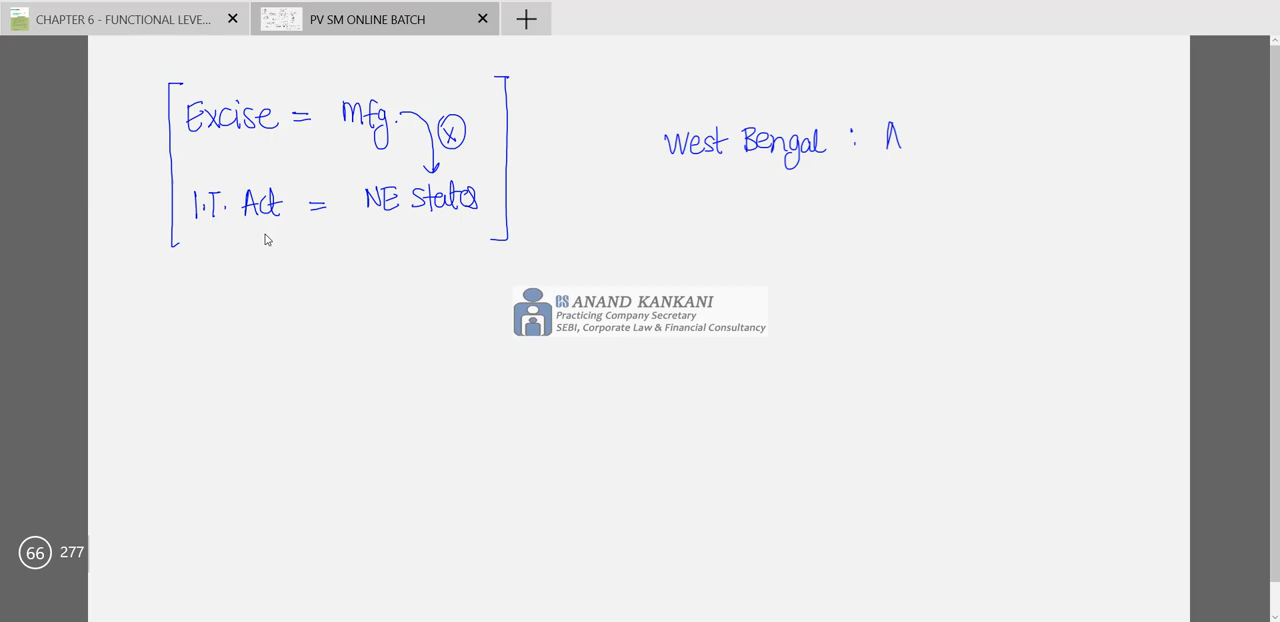 CHAPTER 6 - FUNCTIONAL LEVE...
PV SM ONLINE BATCH
Excise = Mfg.
X
I.T. Act = NE States
West Bengal :
CS ANAND KANKANI
Practicing Company Secretary
SEBI, Corporate Law & Financial Consultancy
66 277